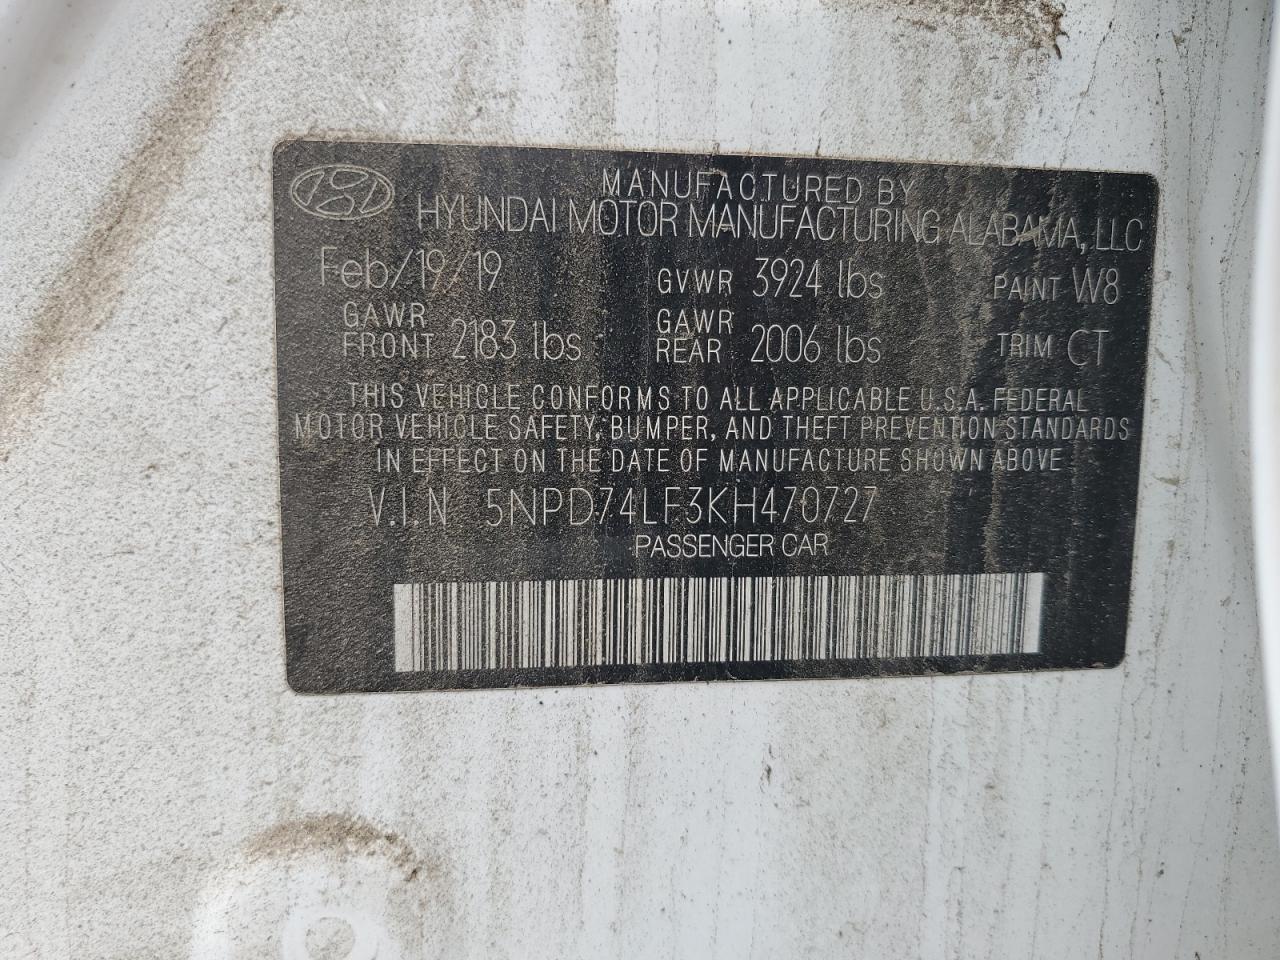 MANUFACTURED BY
HYUNDAI MOTOR MANUFACTURING ALABAMA, LLC
Feb/19/19 GVWR 3924 lbs PAINT W8
GAWR FRONT 2183 lbs GAWR REAR 2006 lbs TRIM CT
THIS VEHICLE CONFORMS TO ALL APPLICABLE U.S.A. FEDERAL
MOTOR VEHICLE SAFETY, BUMPER, AND THEFT PREVENTION STANDARDS
IN EFFECT ON THE DATE OF MANUFACTURE SHOWN ABOVE
V.I.N 5NPD74LF3KH470727
PASSENGER CAR